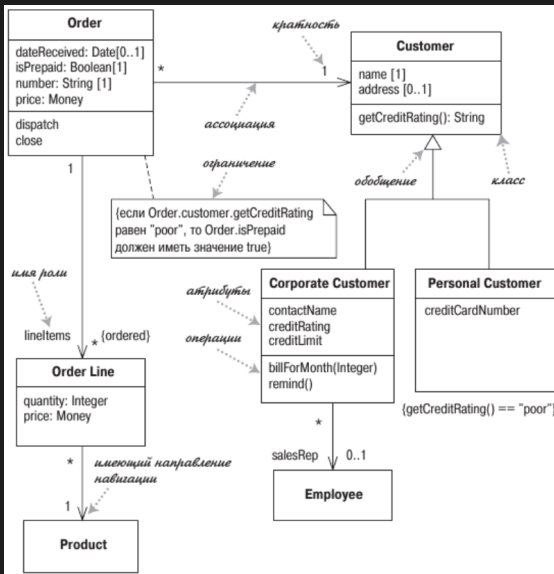 Order
dateReceived: Date[0..1]
isPrepaid: Boolean[1]
number: String [1]
price: Money
dispatch
close
*
1
кратность
ассоциация
Customer
name [1]
address [0..1]
getCreditRating(): String
ограничение
обобщение
класс
1
{если Order.customer.getCreditRating
равен "poor", то Order.isPrepaid
должен иметь значение true}
имя роли
lineItems
* {ordered}
атрибуты
операции
Corporate Customer
contactName
creditRating
creditLimit
billForMonth(Integer)
remind()
Personal Customer
creditCardNumber
{getCreditRating() == "poor"}
Order Line
quantity: Integer
price: Money
*
salesRep
0..1
Employee
*
имеющий направление
навигации
1
Product